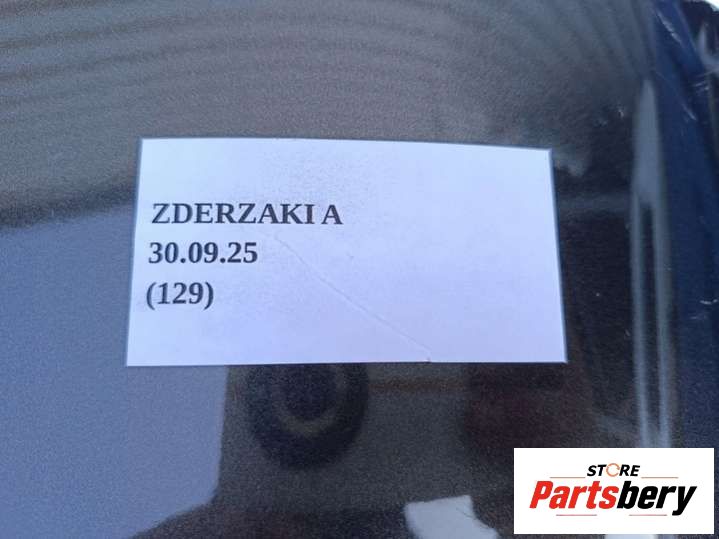 ZDERZAKI A
30.09.25
(129)
STORE
Partsbery